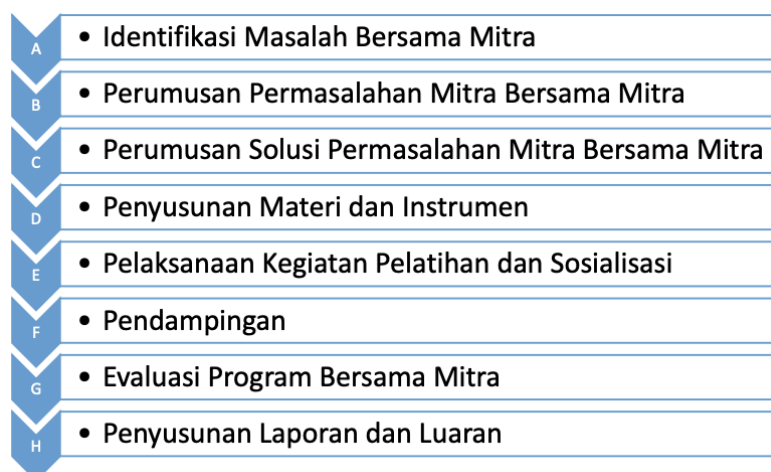 A • Identifikasi Masalah Bersama Mitra
B • Perumusan Permasalahan Mitra Bersama Mitra
C • Perumusan Solusi Permasalahan Mitra Bersama Mitra
D • Penyusunan Materi dan Instrumen
E • Pelaksanaan Kegiatan Pelatihan dan Sosialisasi
F • Pendampingan
G • Evaluasi Program Bersama Mitra
H • Penyusunan Laporan dan Luaran